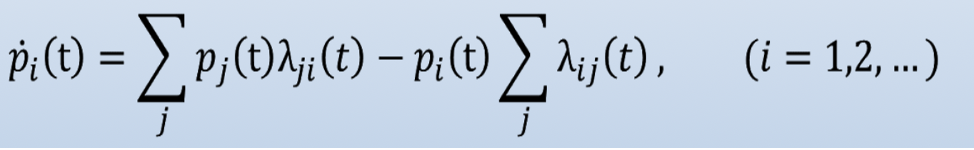 ṗᵢ(t) = ∑ⱼ pⱼ(t)λⱼᵢ(t) − pᵢ(t) ∑ⱼ λᵢⱼ(t) , (i = 1,2, …)